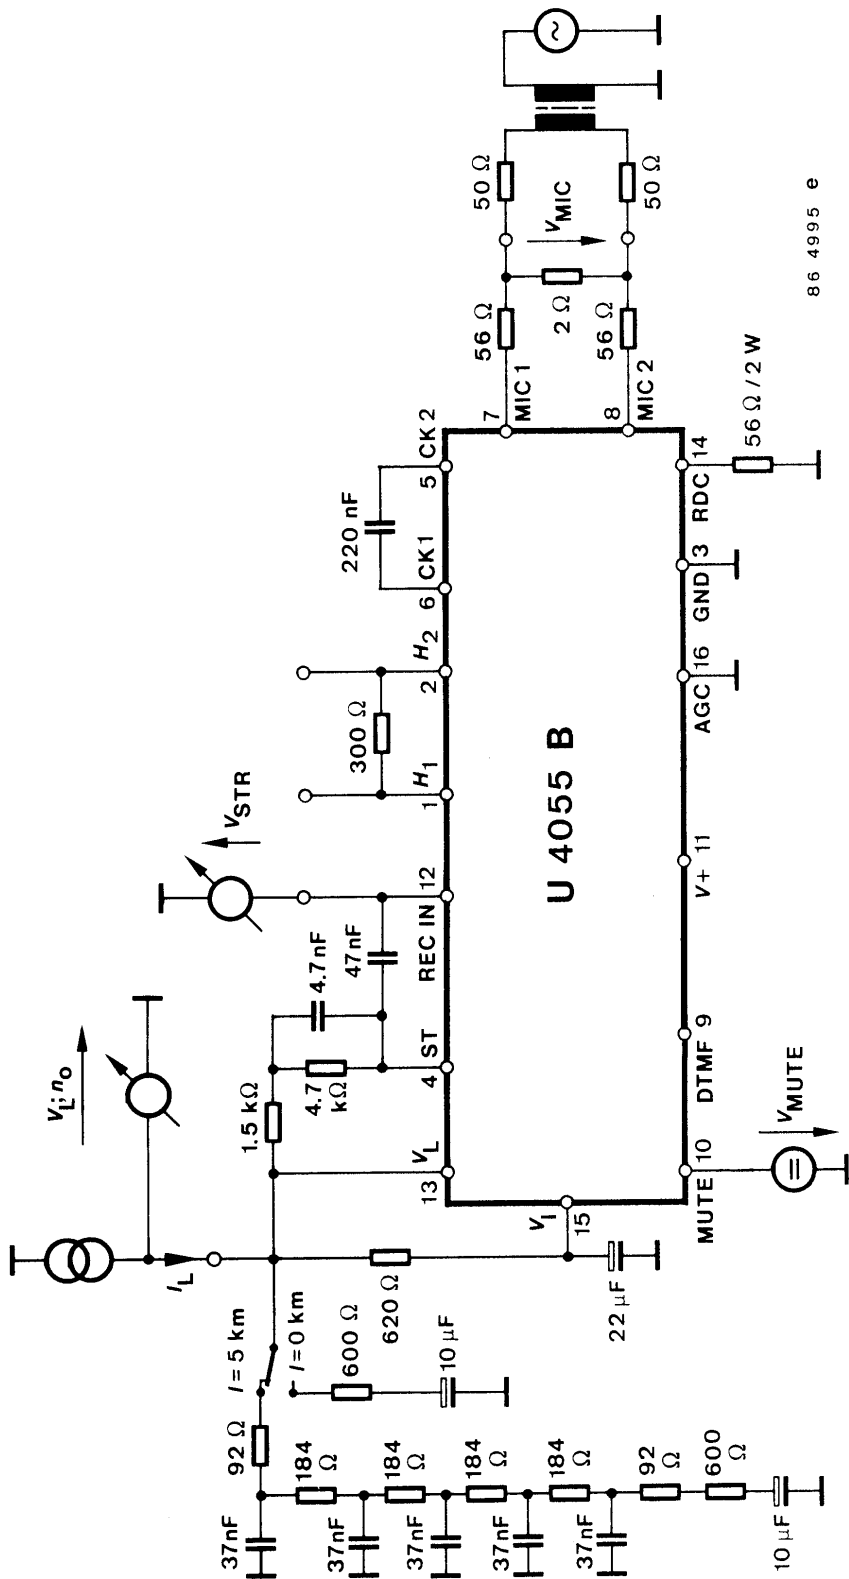 V_L; n_o
I_L
l = 5 km
l = 0 km
92 Ω
37nF
184 Ω
37nF
184 Ω
37nF
184 Ω
37nF
184 Ω
37nF
92 Ω
600 Ω
10 μF
600 Ω
10 μF
620 Ω
22 μF
1.5 kΩ
4.7 kΩ
4.7nF
47nF
V_STR
300 Ω
220 nF
13 V_L
4 ST
12 REC IN
1 H1
2 H2
6 CK1
5 CK2
V_I
15
U 4055 B
7 MIC 1
8 MIC 2
56 Ω
56 Ω
2 Ω
V_MIC
50 Ω
50 Ω
MUTE 10
DTMF 9
V+ 11
AGC 16
GND 3
RDC 14
V_MUTE
56 Ω / 2 W
86 4995 e